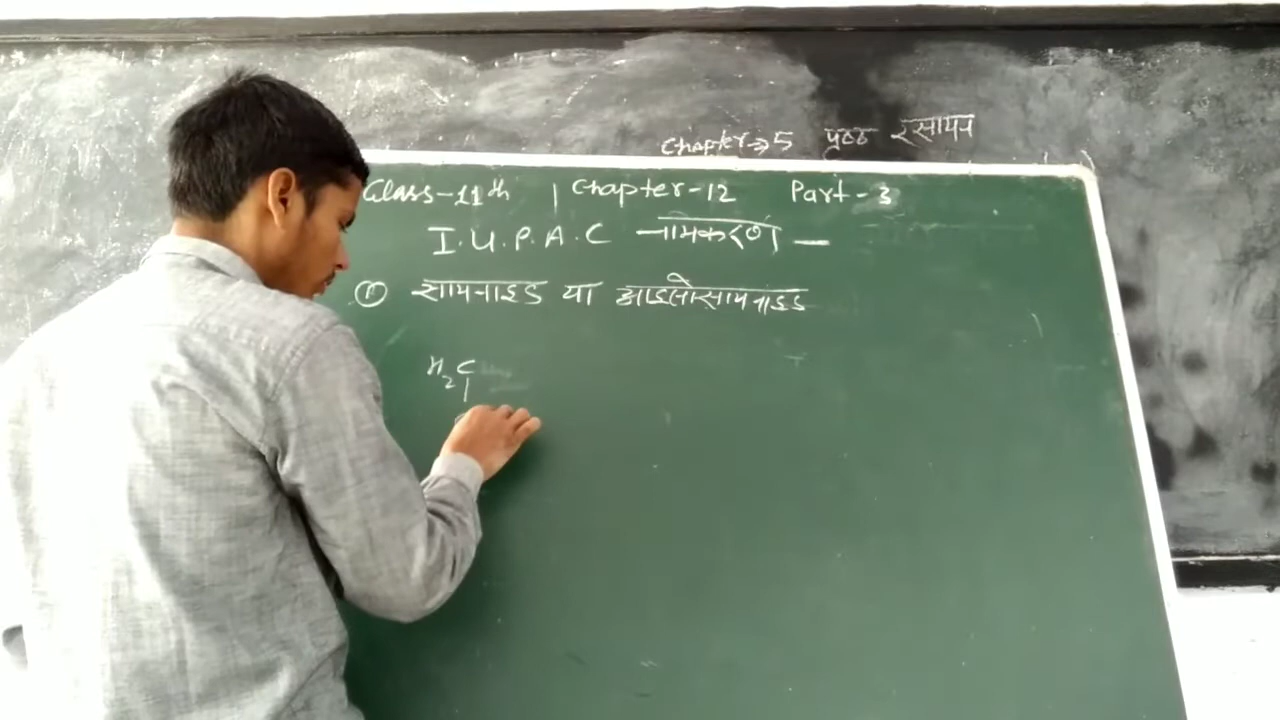 Chapter⇒5 पृष्ठ रसायन
Class-11th | Chapter-12 Part-3
I.U.P.A.C नामकरण —
① सायनाइड या आइसोसायनाइड
H₂C
|